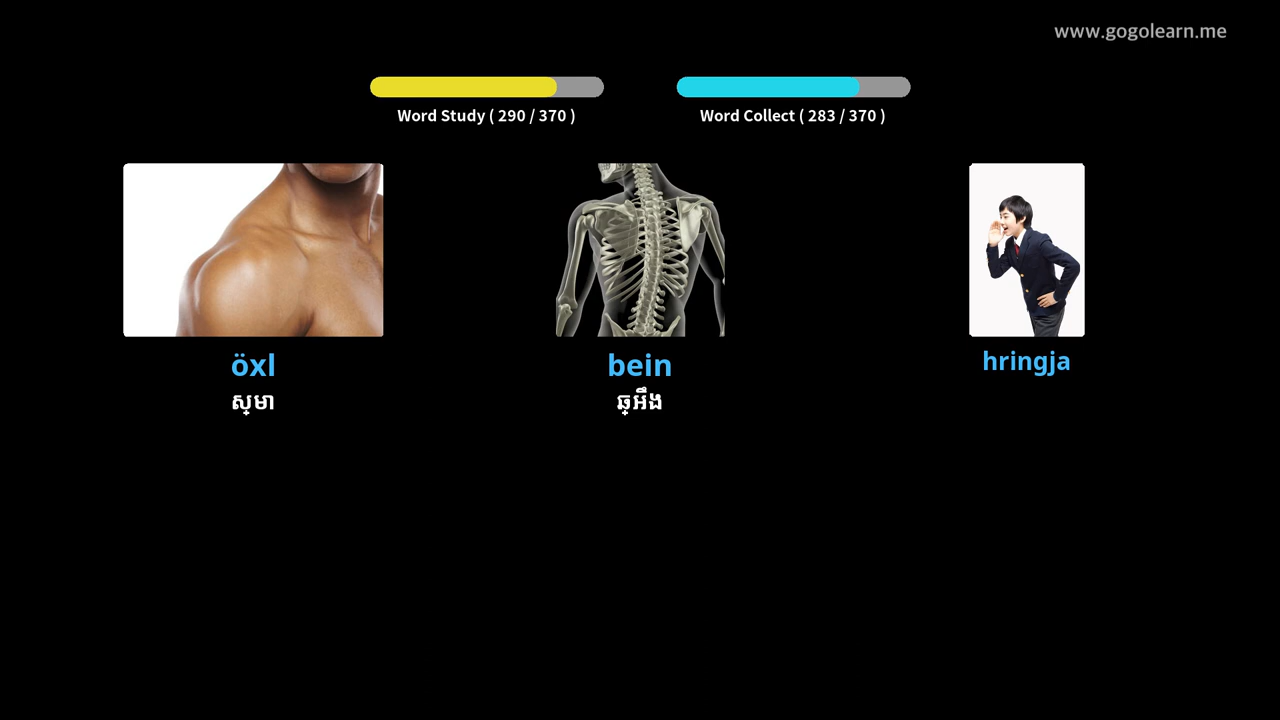 www.gogolearn.me
Word Study ( 290 / 370 )
Word Collect ( 283 / 370 )
öxl
ស្មា
bein
ឆ្អឹង
hringja